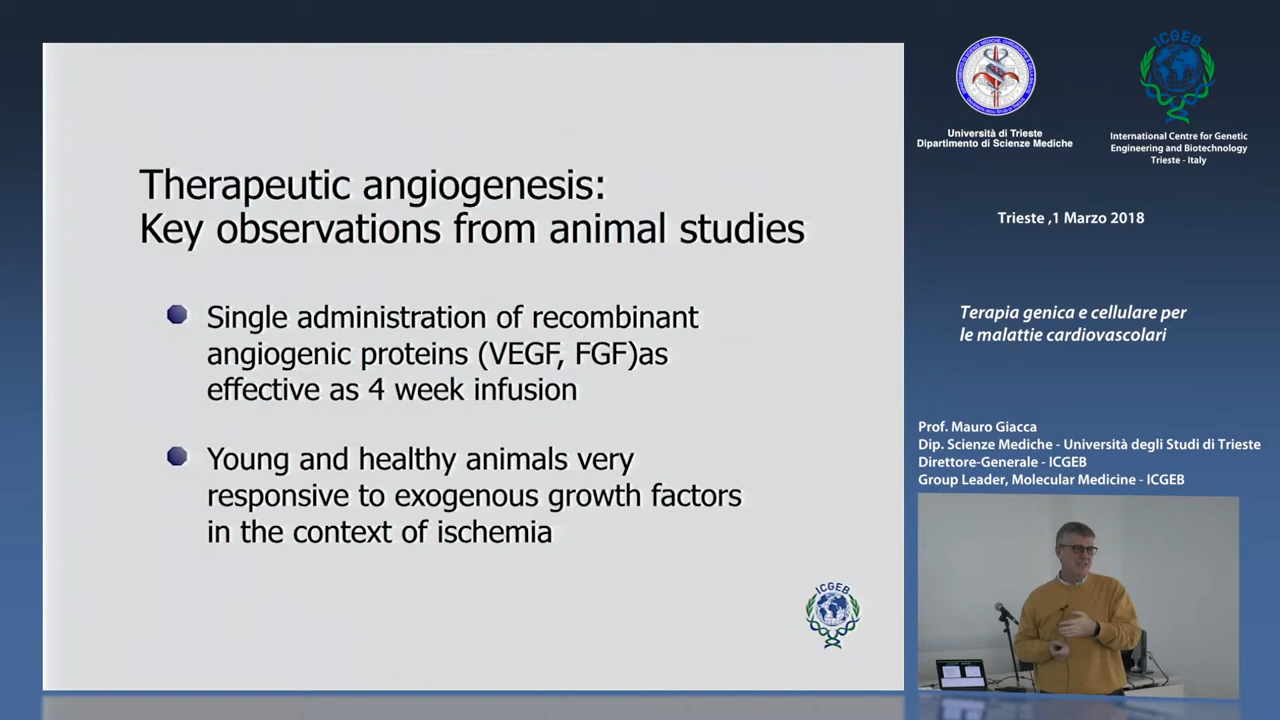 Therapeutic angiogenesis:
Key observations from animal studies
Single administration of recombinant
angiogenic proteins (VEGF, FGF)as
effective as 4 week infusion
Young and healthy animals very
responsive to exogenous growth factors
in the context of ischemia
ICGEB
ICGEB
Università di Trieste
Dipartimento di Scienze Mediche
International Centre for Genetic
Engineering and Biotechnology
Trieste - Italy
Trieste ,1 Marzo 2018
Terapia genica e cellulare per
le malattie cardiovascolari
Prof. Mauro Giacca
Dip. Scienze Mediche - Università degli Studi di Trieste
Direttore-Generale - ICGEB
Group Leader, Molecular Medicine - ICGEB